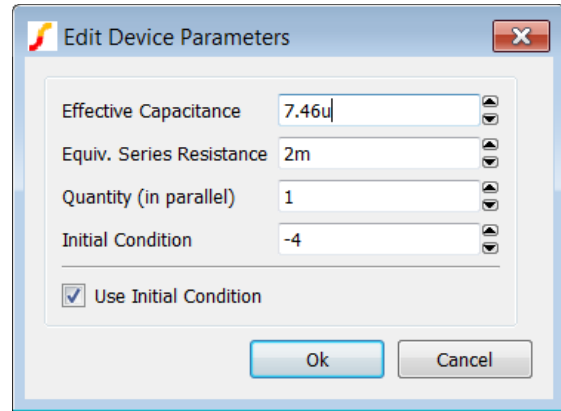 Edit Device Parameters
Effective Capacitance 7.46u
Equiv. Series Resistance 2m
Quantity (in parallel) 1
Initial Condition -4
Use Initial Condition
Ok Cancel